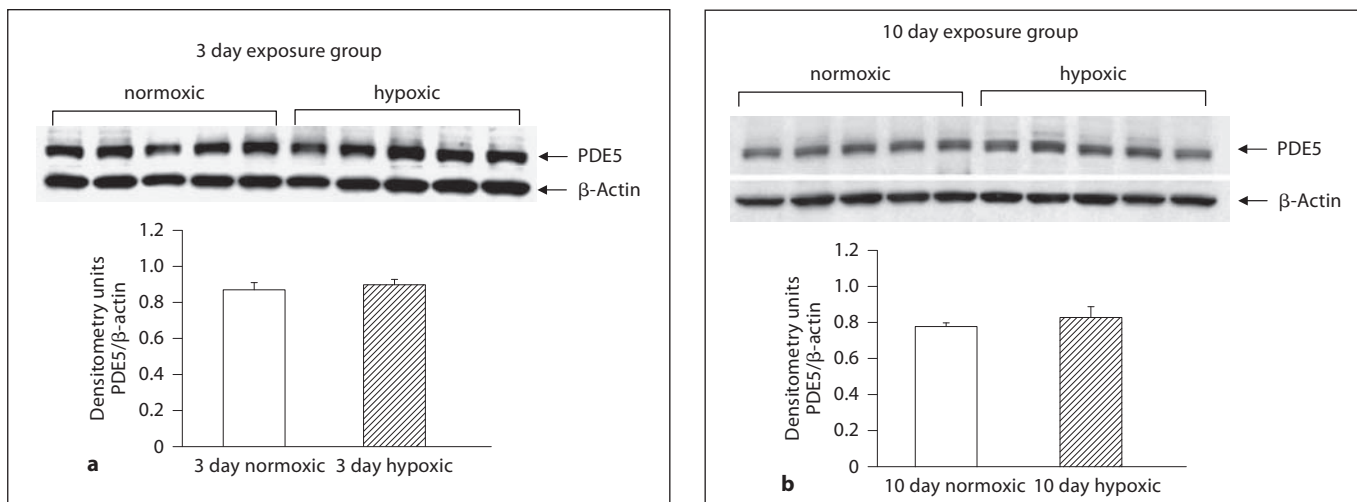 3 day exposure group
normoxic hypoxic
PDE5
β-Actin
Densitometry units
PDE5/β-actin
1.2
1.0
0.8
0.6
0.4
0.2
0
3 day normoxic 3 day hypoxic
a
10 day exposure group
normoxic hypoxic
PDE5
β-Actin
Densitometry units
PDE5/β-actin
1.2
1.0
0.8
0.6
0.4
0.2
0
10 day normoxic 10 day hypoxic
b